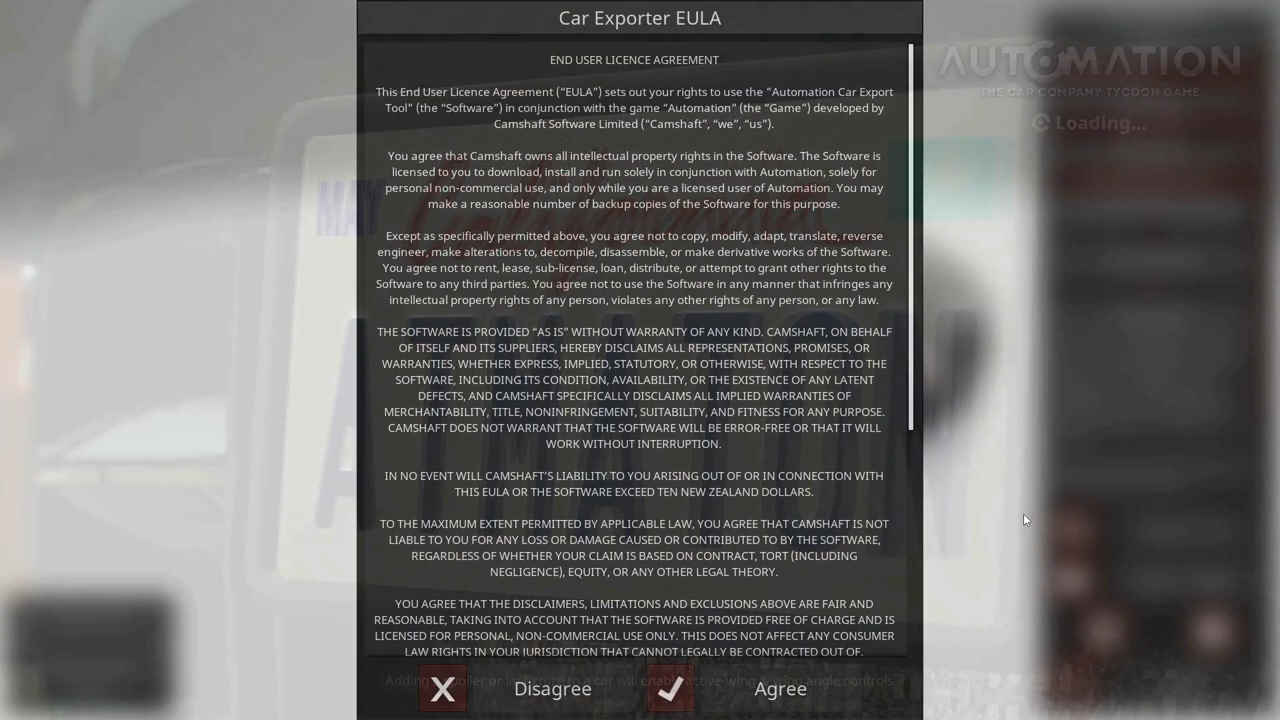 Car Exporter EULA
AUTOMATION
THE CAR COMPANY TYCOON GAME
Loading...
END USER LICENCE AGREEMENT
This End User Licence Agreement (“EULA”) sets out your rights to use the "Automation Car Export
Tool" (the “Software”) in conjunction with the game “Automation” (the “Game”) developed by
Camshaft Software Limited (“Camshaft”, “we”, “us”).
You agree that Camshaft owns all intellectual property rights in the Software. The Software is
licensed to you to download, install and run solely in conjunction with Automation, solely for
personal non-commercial use, and only while you are a licensed user of Automation. You may
make a reasonable number of backup copies of the Software for this purpose.
Except as specifically permitted above, you agree not to copy, modify, adapt, translate, reverse
engineer, make alterations to, decompile, disassemble, or make derivative works of the Software.
You agree not to rent, lease, sub-license, loan, distribute, or attempt to grant other rights to the
Software to any third parties. You agree not to use the Software in any manner that infringes any
intellectual property rights of any person, violates any other rights of any person, or any law.
THE SOFTWARE IS PROVIDED “AS IS” WITHOUT WARRANTY OF ANY KIND. CAMSHAFT, ON BEHALF
OF ITSELF AND ITS SUPPLIERS, HEREBY DISCLAIMS ALL REPRESENTATIONS, PROMISES, OR
WARRANTIES, WHETHER EXPRESS, IMPLIED, STATUTORY, OR OTHERWISE, WITH RESPECT TO THE
SOFTWARE, INCLUDING ITS CONDITION, AVAILABILITY, OR THE EXISTENCE OF ANY LATENT
DEFECTS, AND CAMSHAFT SPECIFICALLY DISCLAIMS ALL IMPLIED WARRANTIES OF
MERCHANTABILITY, TITLE, NONINFRINGEMENT, SUITABILITY, AND FITNESS FOR ANY PURPOSE.
CAMSHAFT DOES NOT WARRANT THAT THE SOFTWARE WILL BE ERROR-FREE OR THAT IT WILL
WORK WITHOUT INTERRUPTION.
IN NO EVENT WILL CAMSHAFT’S LIABILITY TO YOU ARISING OUT OF OR IN CONNECTION WITH
THIS EULA OR THE SOFTWARE EXCEED TEN NEW ZEALAND DOLLARS.
TO THE MAXIMUM EXTENT PERMITTED BY APPLICABLE LAW, YOU AGREE THAT CAMSHAFT IS NOT
LIABLE TO YOU FOR ANY LOSS OR DAMAGE CAUSED OR CONTRIBUTED TO BY THE SOFTWARE,
REGARDLESS OF WHETHER YOUR CLAIM IS BASED ON CONTRACT, TORT (INCLUDING
NEGLIGENCE), EQUITY, OR ANY OTHER LEGAL THEORY.
YOU AGREE THAT THE DISCLAIMERS, LIMITATIONS AND EXCLUSIONS ABOVE ARE FAIR AND
REASONABLE, TAKING INTO ACCOUNT THAT THE SOFTWARE IS PROVIDED FREE OF CHARGE AND IS
LICENSED FOR PERSONAL, NON-COMMERCIAL USE ONLY. THIS DOES NOT AFFECT ANY CONSUMER
LAW RIGHTS IN YOUR JURISDICTION THAT CANNOT LEGALLY BE CONTRACTED OUT OF.
Adding a spoiler or lip fixture to a car will enable active-wing & wing angle controls
Disagree
Agree
MAY